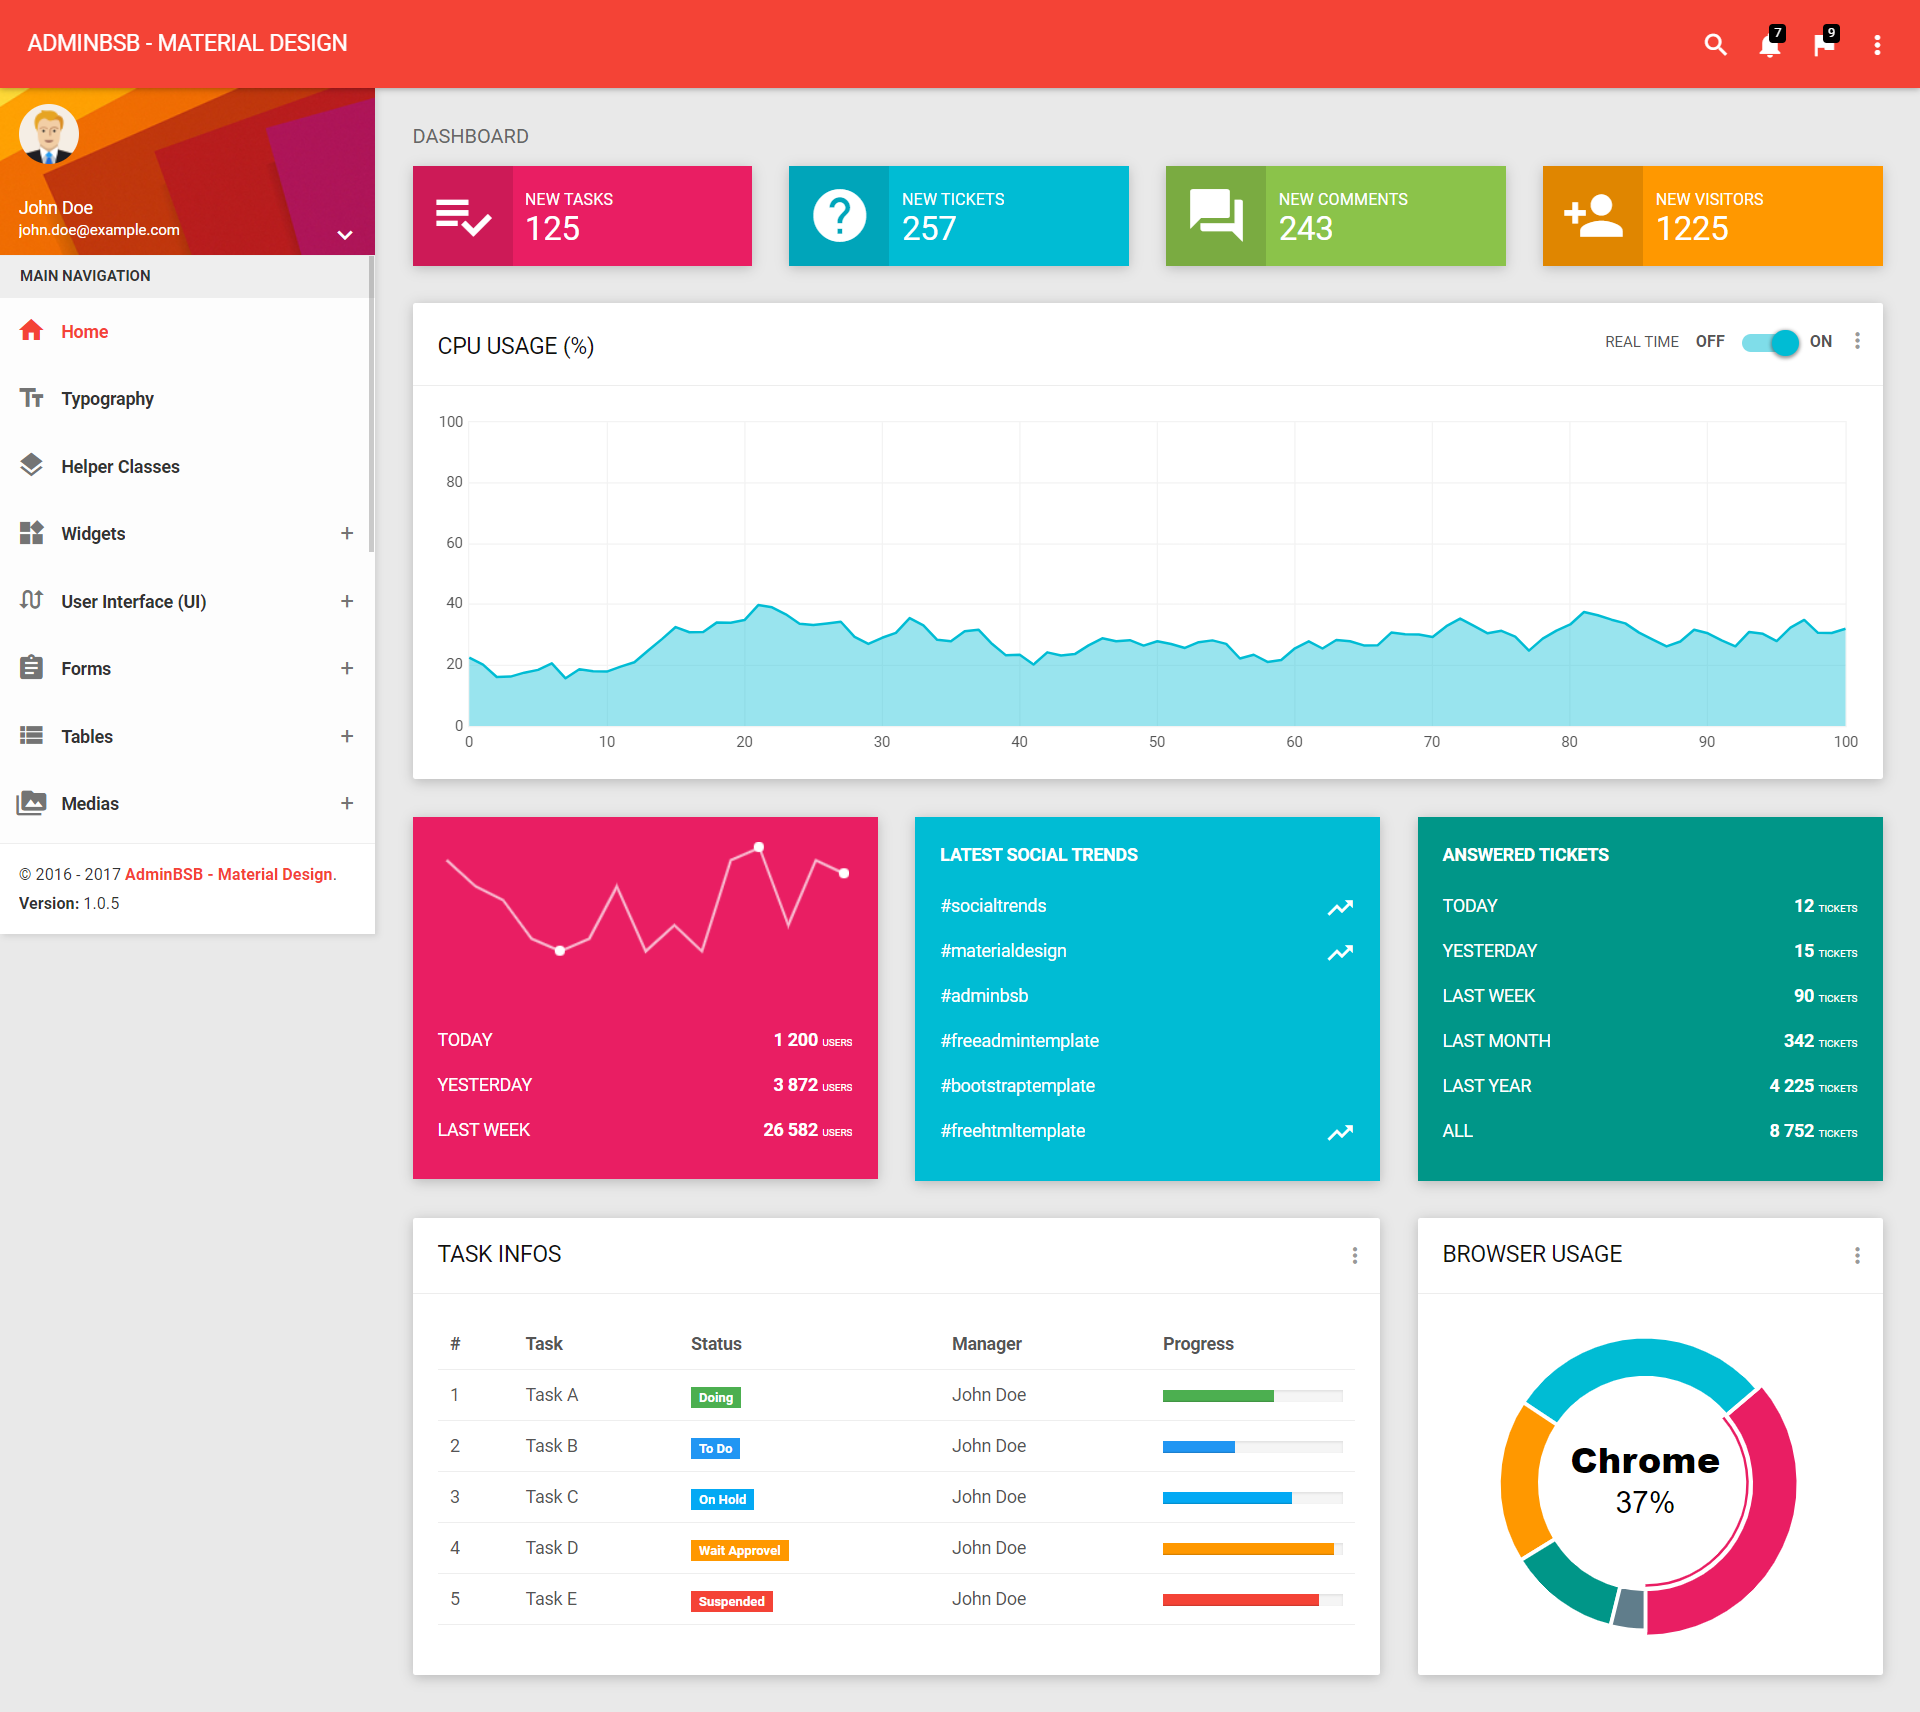 ADMINBSB - MATERIAL DESIGN
7
9
John Doe
john.doe@example.com
MAIN NAVIGATION
Home
Typography
Helper Classes
Widgets +
User Interface (UI) +
Forms +
Tables +
Medias +
© 2016 - 2017 AdminBSB - Material Design.
Version: 1.0.5
DASHBOARD
NEW TASKS
125
NEW TICKETS
257
NEW COMMENTS
243
NEW VISITORS
1225
CPU USAGE (%)
REAL TIME OFF ON
100
80
60
40
20
0
0 10 20 30 40 50 60 70 80 90 100
TODAY 1 200 USERS
YESTERDAY 3 872 USERS
LAST WEEK 26 582 USERS
LATEST SOCIAL TRENDS
#socialtrends
#materialdesign
#adminbsb
#freeadmintemplate
#bootstraptemplate
#freehtmltemplate
ANSWERED TICKETS
TODAY 12 TICKETS
YESTERDAY 15 TICKETS
LAST WEEK 90 TICKETS
LAST MONTH 342 TICKETS
LAST YEAR 4 225 TICKETS
ALL 8 752 TICKETS
TASK INFOS
# Task Status Manager Progress
1 Task A Doing John Doe
2 Task B To Do John Doe
3 Task C On Hold John Doe
4 Task D Wait Approvel John Doe
5 Task E Suspended John Doe
BROWSER USAGE
Chrome
37%